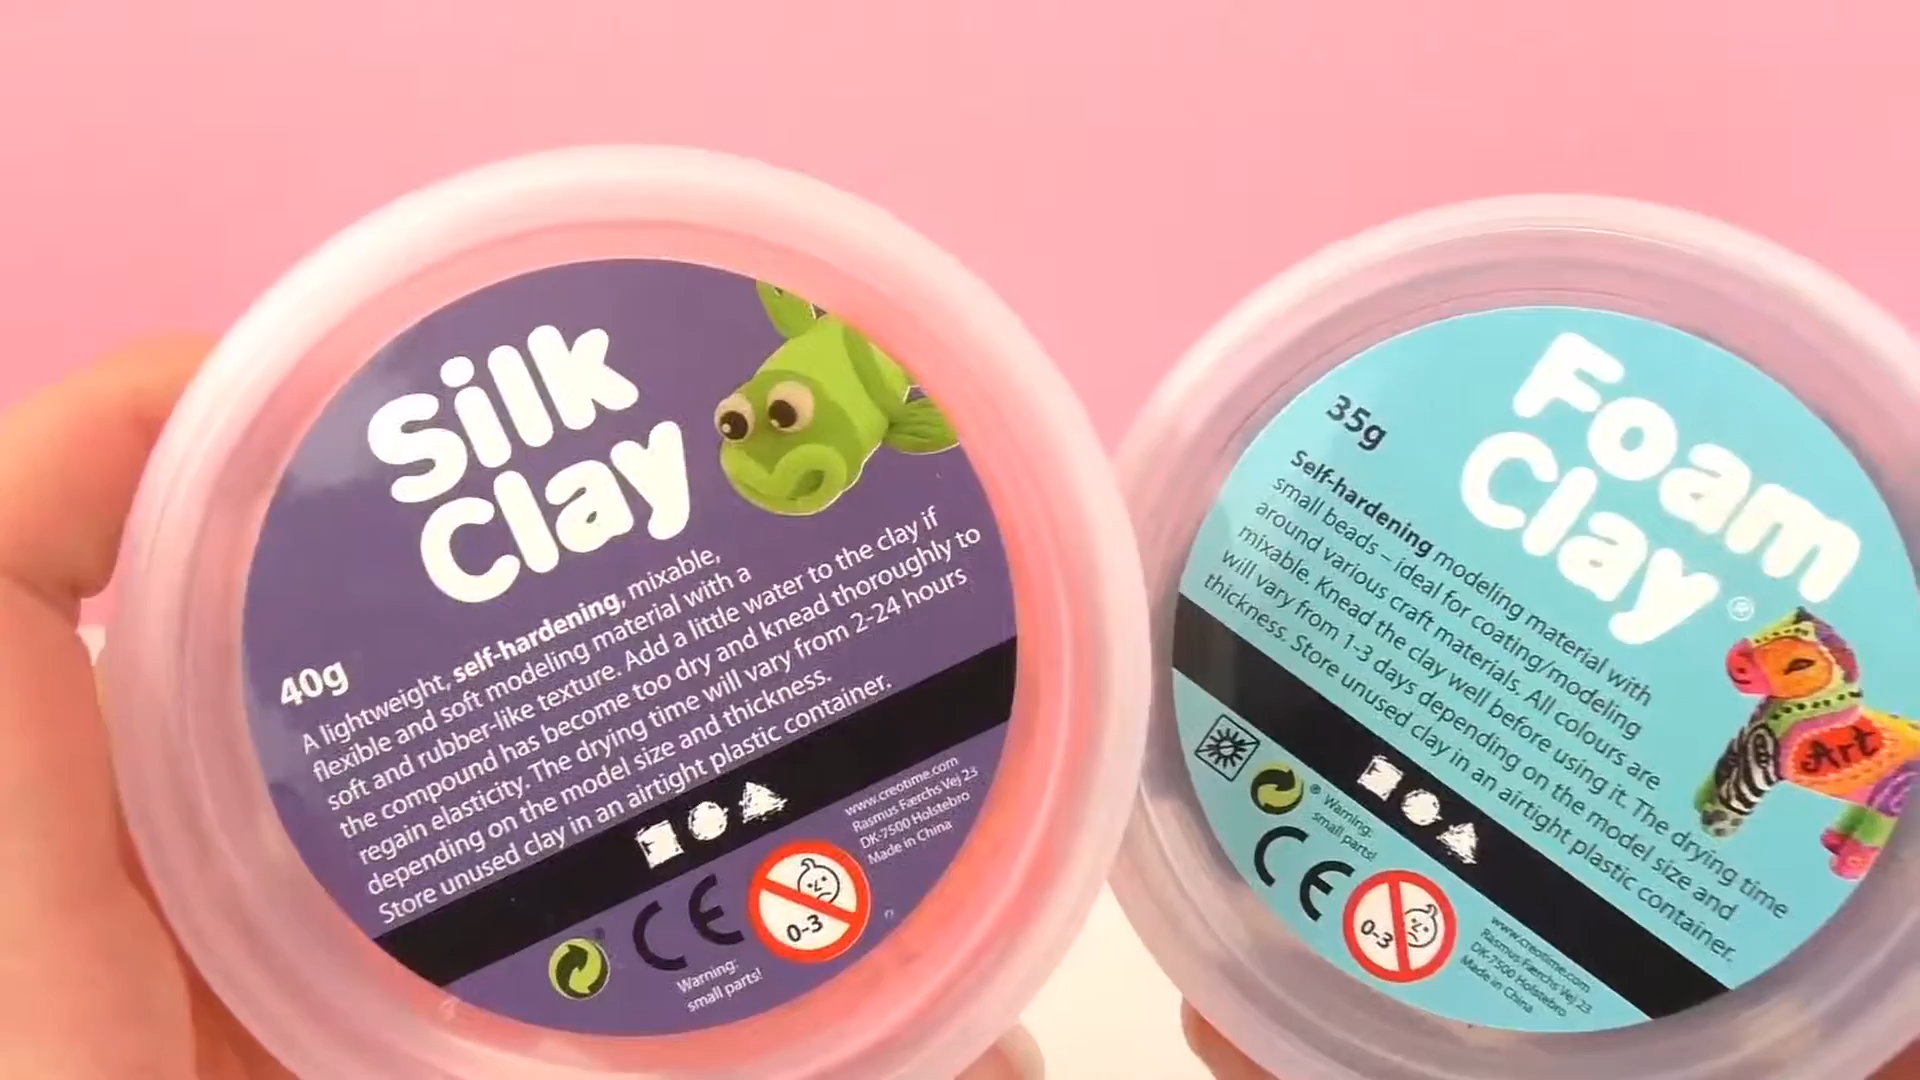 Silk
Clay
40g
A lightweight, self-hardening, mixable,
flexible and soft modeling material with a
soft and rubber-like texture. Add a little water to the clay if
the compound has become too dry and knead thoroughly to
regain elasticity. The drying time will vary from 2-24 hours
depending on the model size and thickness.
Store unused clay in an airtight plastic container.
www.creotime.com
Rasmus Færchs Vej 23
DK-7500 Holstebro
Made in China
CE
0-3
Warning:
small parts!
Foam
Clay®
35g
Self-hardening modeling material with
small beads – ideal for coating/modeling
around various craft materials. All colours are
mixable. Knead the clay well before using it. The drying time
will vary from 1-3 days depending on the model size and
thickness. Store unused clay in an airtight plastic container.
Art
® Warning:
small parts!
CE
0-3
www.creotime.com
Rasmus Færchs Vej 23
DK-7500 Holstebro
Made in China